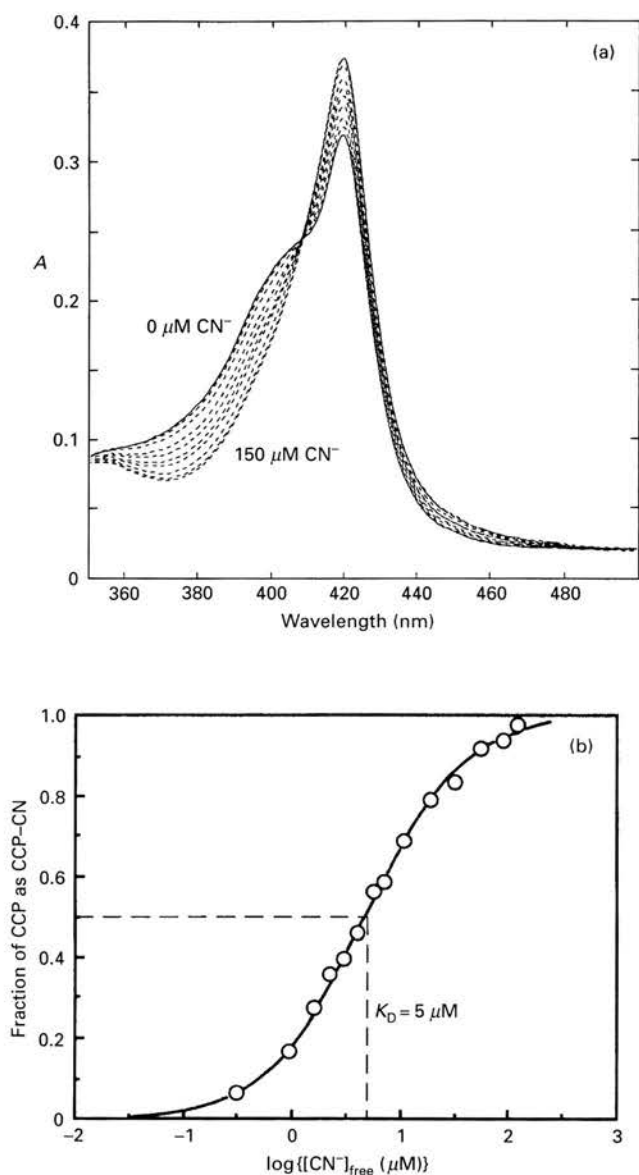 (a)
0.4
0.3
0.2
0.1
0
A
0 μM CN⁻
150 μM CN⁻
360 380 400 420 440 460 480
Wavelength (nm)
(b)
1.0
0.8
0.6
0.4
0.2
0
Fraction of CCP as CCP–CN
K_D = 5 μM
−2 −1 0 1 2 3
log{[CN⁻]free (μM)}